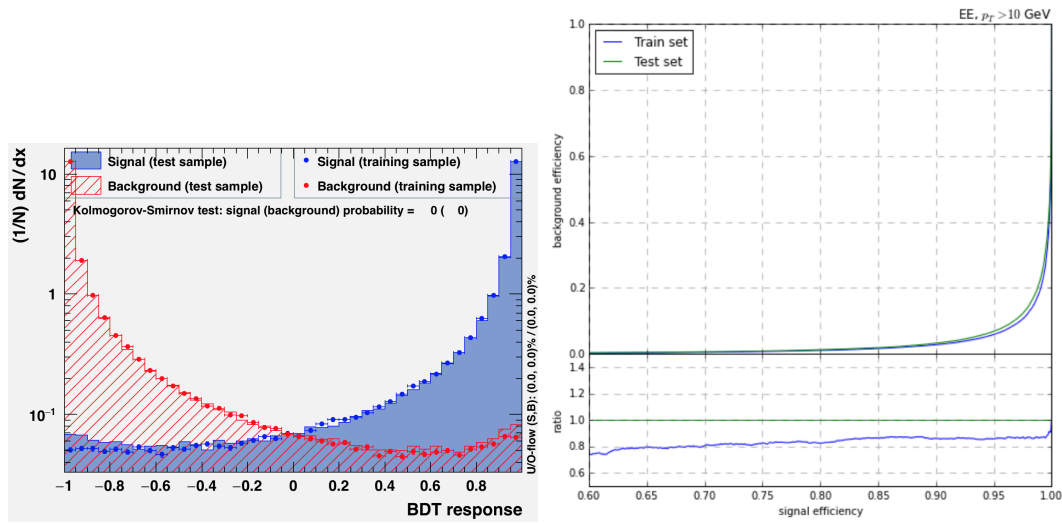 (1/N) dN/dx
Signal (test sample)
Background (test sample)
Signal (training sample)
Background (training sample)
Kolmogorov-Smirnov test: signal (background) probability = 0 ( 0)
10
1
10⁻¹
−1 −0.8 −0.6 −0.4 −0.2 0 0.2 0.4 0.6 0.8
BDT response
U/O-flow (S,B): (0.0, 0.0)% / (0.0, 0.0)%
EE, p_T >10 GeV
Train set
Test set
background efficiency
1.0
0.8
0.6
0.4
0.2
0.0
ratio
1.4
1.2
1.0
0.8
0.6
0.60 0.65 0.70 0.75 0.80 0.85 0.90 0.95 1.00
signal efficiency